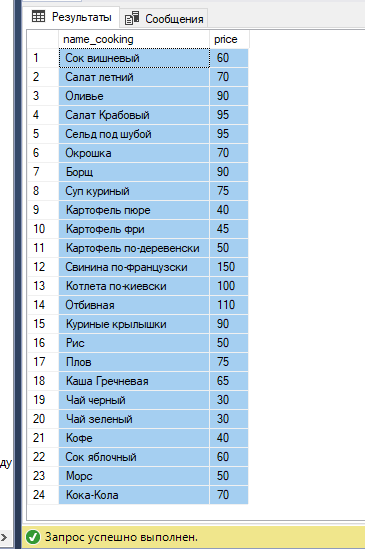 Результаты Сообщения
name_cooking price
1 Сок вишневый 60
2 Салат летний 70
3 Оливье 90
4 Салат Крабовый 95
5 Сельд под шубой 95
6 Окрошка 70
7 Борщ 90
8 Суп куриный 75
9 Картофель пюре 40
10 Картофель фри 45
11 Картофель по-деревенски 50
12 Свинина по-французски 150
13 Котлета по-киевски 100
14 Отбивная 110
15 Куриные крылышки 90
16 Рис 50
17 Плов 75
18 Каша Гречневая 65
19 Чай черный 30
20 Чай зеленый 30
21 Кофе 40
22 Сок яблочный 60
ду
23 Морс 50
24 Кока-Кола 70
Запрос успешно выполнен.